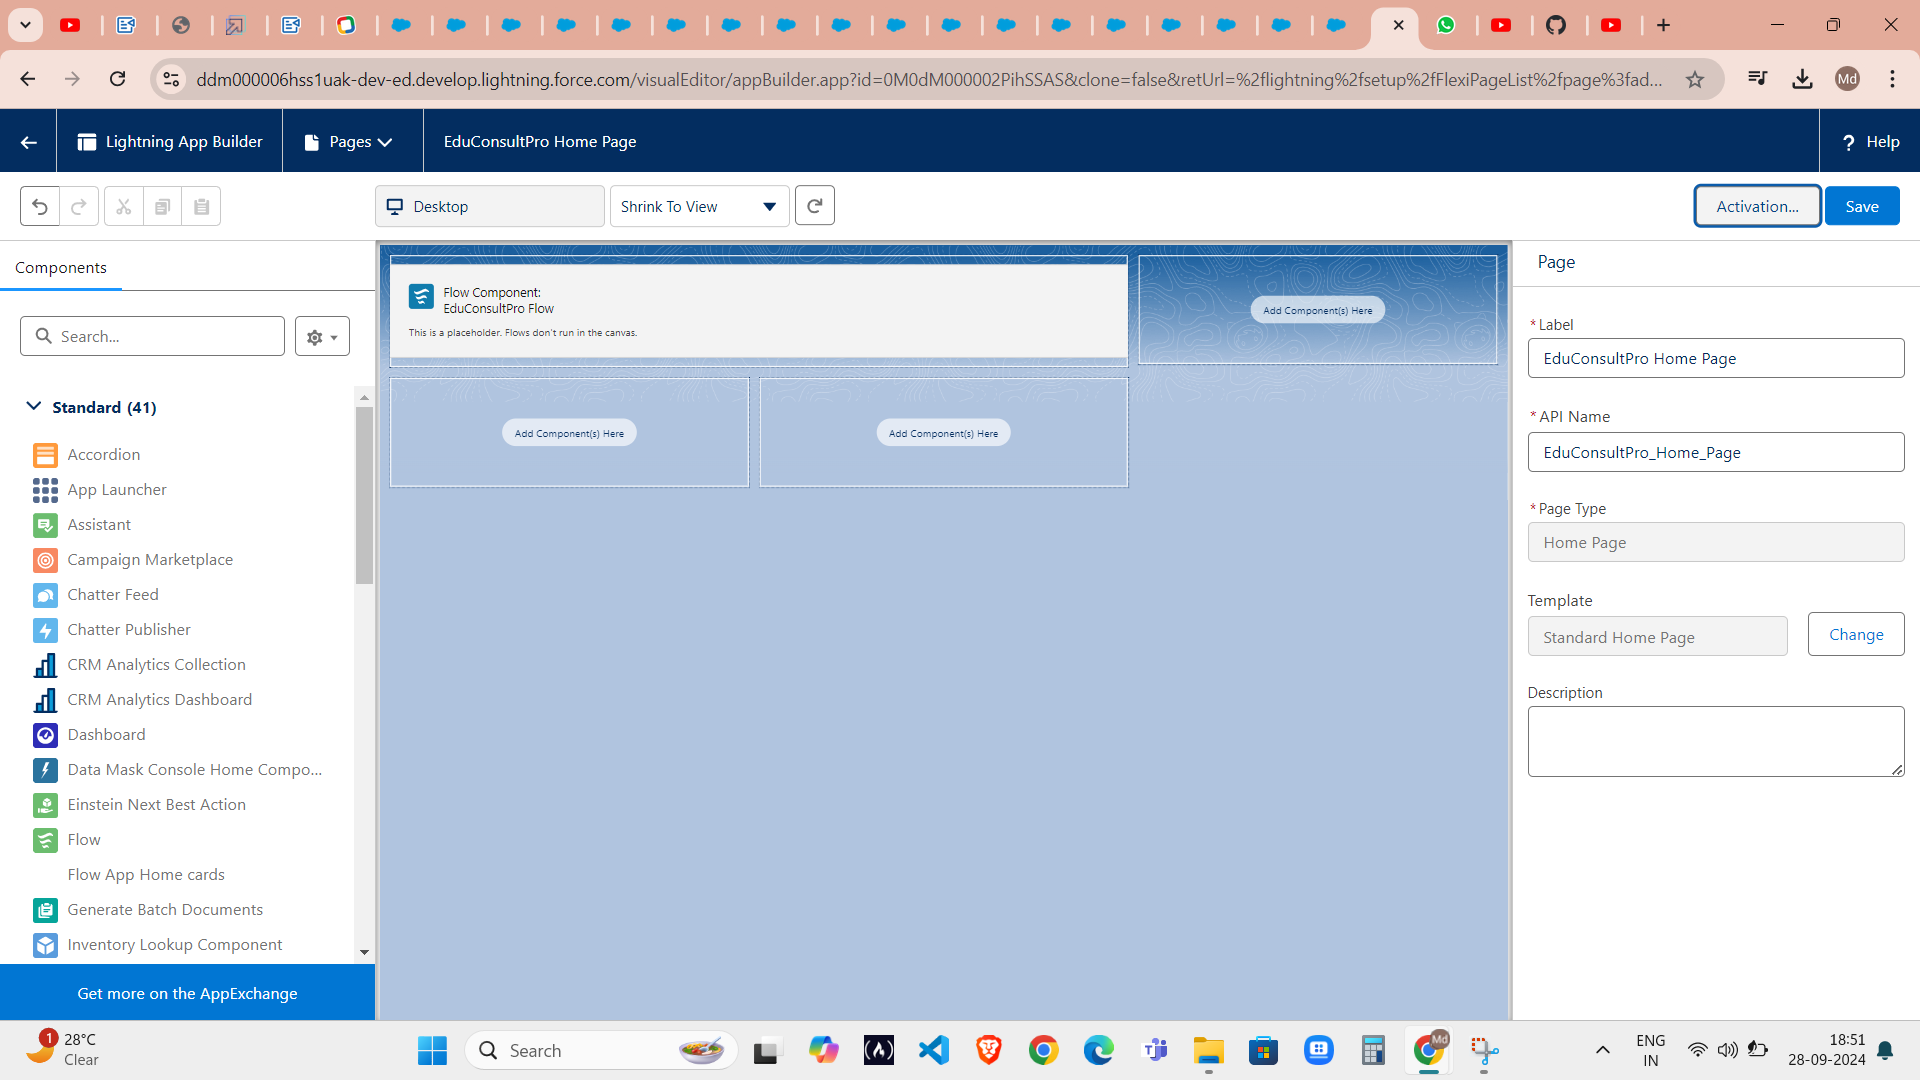 ddm000006hss1uak-dev-ed.develop.lightning.force.com/visualEditor/appBuilder.app?id=0M0dM000002PihSSAS&clone=false&retUrl=%2flightning%2fsetup%2fFlexiPageList%2fpage%3fad...
Md
Lightning App Builder
Pages
EduConsultPro Home Page
? Help
Desktop
Shrink To View
Activation...
Save
Components
Search...
Standard (41)
Accordion
App Launcher
Assistant
Campaign Marketplace
Chatter Feed
Chatter Publisher
CRM Analytics Collection
CRM Analytics Dashboard
Dashboard
Data Mask Console Home Compo...
Einstein Next Best Action
Flow
Flow App Home cards
Generate Batch Documents
Inventory Lookup Component
Get more on the AppExchange
Flow Component:
EduConsultPro Flow
This is a placeholder. Flows don't run in the canvas.
Add Component(s) Here
Add Component(s) Here
Add Component(s) Here
Page
*Label
EduConsultPro Home Page
*API Name
EduConsultPro_Home_Page
*Page Type
Home Page
Template
Standard Home Page
Change
Description
1
28°C
Clear
Search
Md
ENG
IN
18:51
28-09-2024